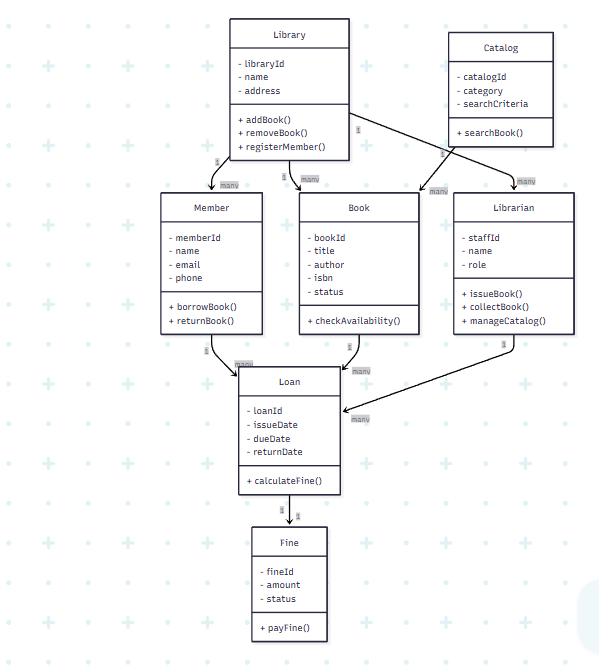 Library
- libraryId
- name
- address
+ addBook()
+ removeBook()
+ registerMember()
Catalog
- catalogId
- category
- searchCriteria
+ searchBook()
1
1
1
1
many
many
many
many
Member
- memberId
- name
- email
- phone
+ borrowBook()
+ returnBook()
Book
- bookId
- title
- author
- isbn
- status
+ checkAvailability()
Librarian
- staffId
- name
- role
+ issueBook()
+ collectBook()
+ manageCatalog()
1
1
1
many
many
many
Loan
- loanId
- issueDate
- dueDate
- returnDate
+ calculateFine()
1
1
Fine
- fineId
- amount
- status
+ payFine()